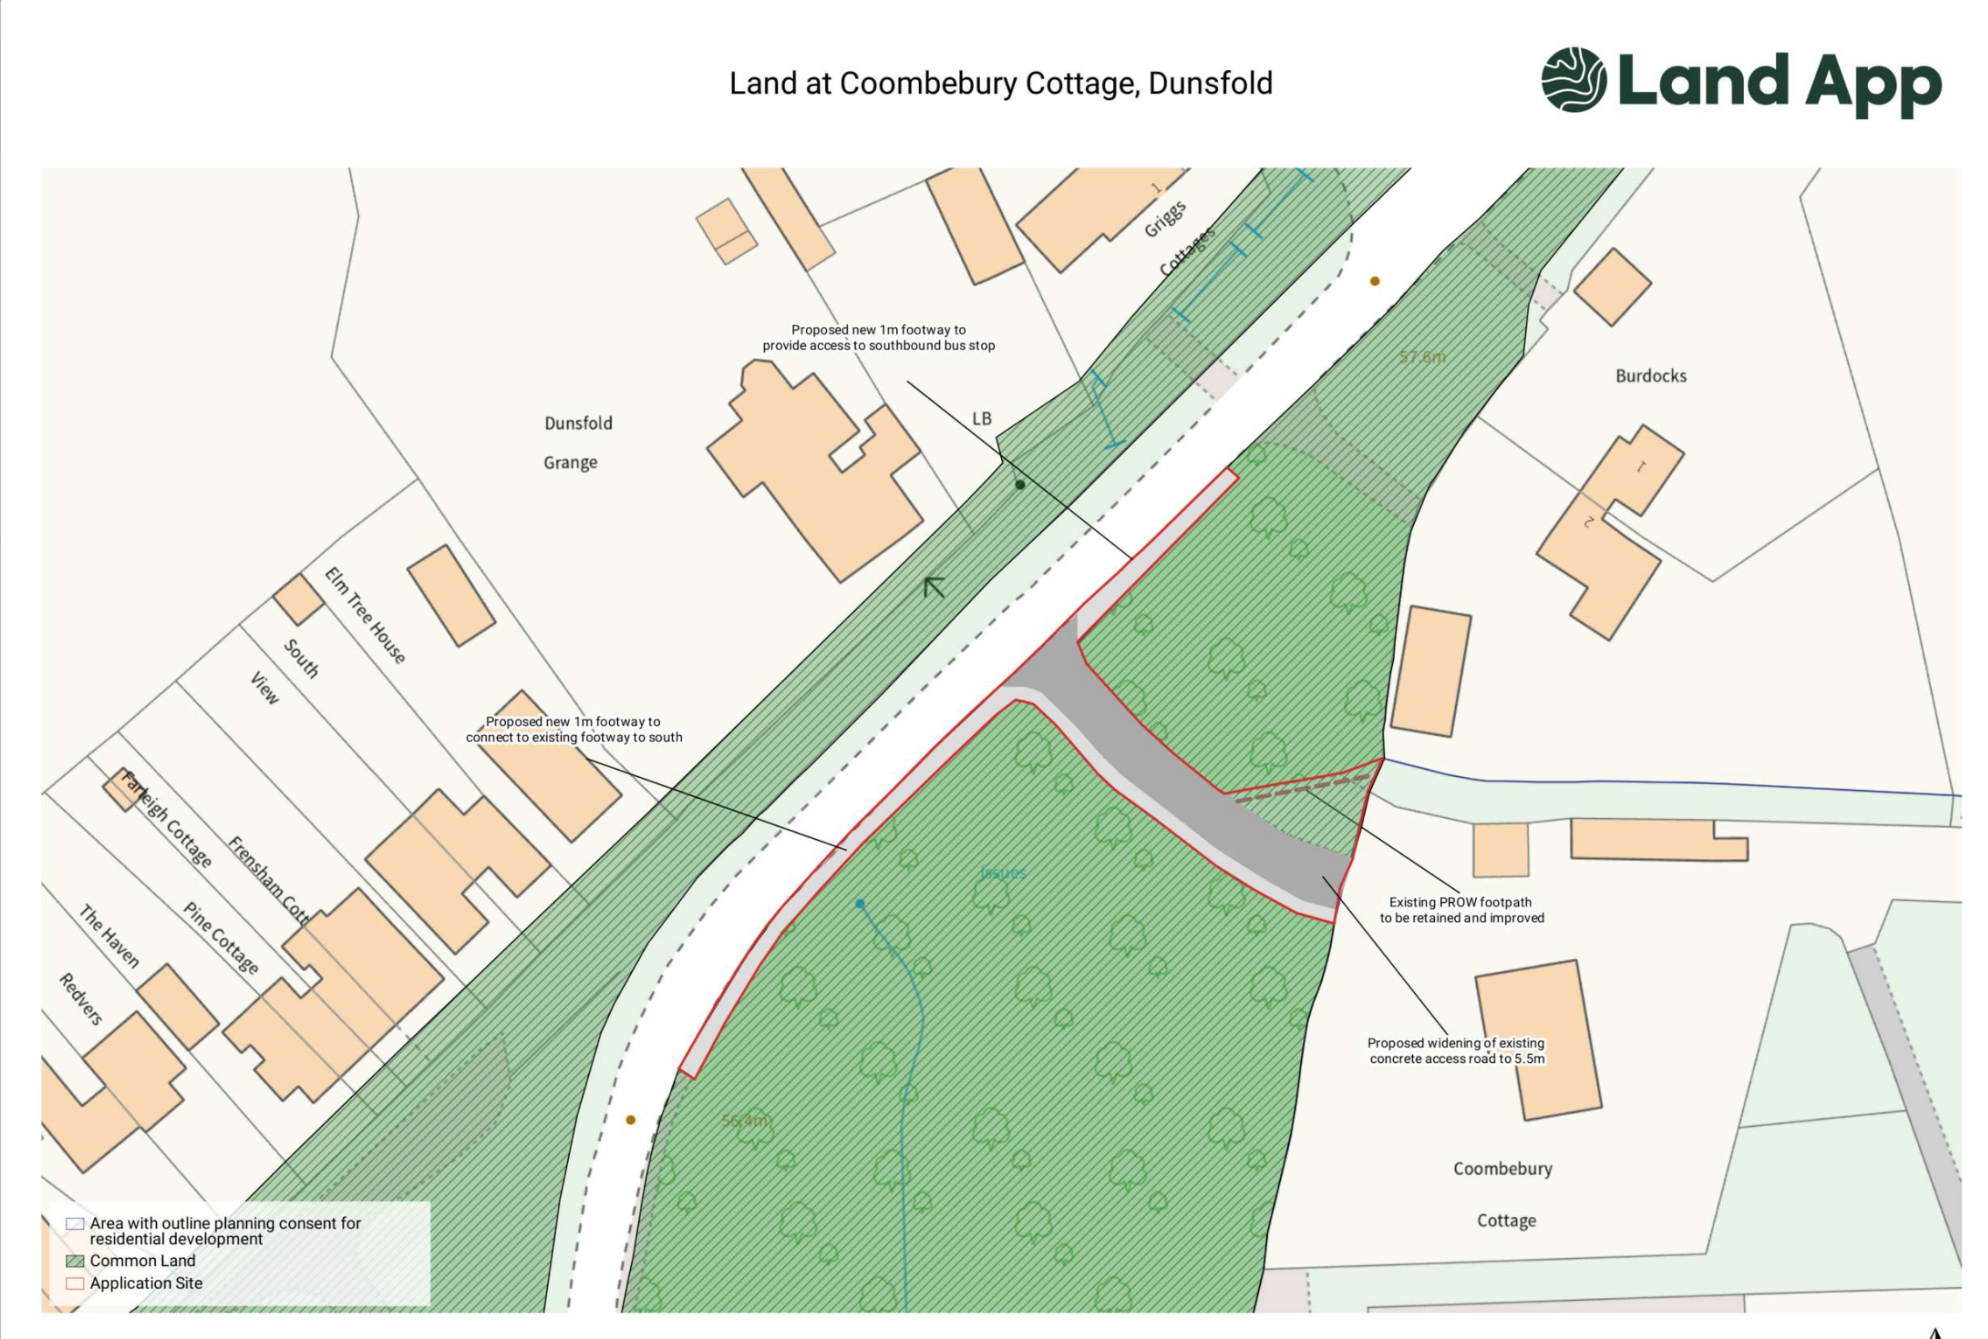 Land at Coombebury Cottage, Dunsfold
Land App
1
Griggs
Cottages
Proposed new 1m footway to
provide access to southbound bus stop
57.6m
Burdocks
LB
Dunsfold
Grange
1
2
Elm Tree House
South
View
Proposed new 1m footway to
connect to existing footway to south
Farleigh Cottage
Frensham Cott
Pine Cottage
The Haven
Redvers
Issues
Existing PROW footpath
to be retained and improved
Proposed widening of existing
concrete access road to 5.5m
56.4m
Coombebury
Cottage
Area with outline planning consent for
residential development
Common Land
Application Site